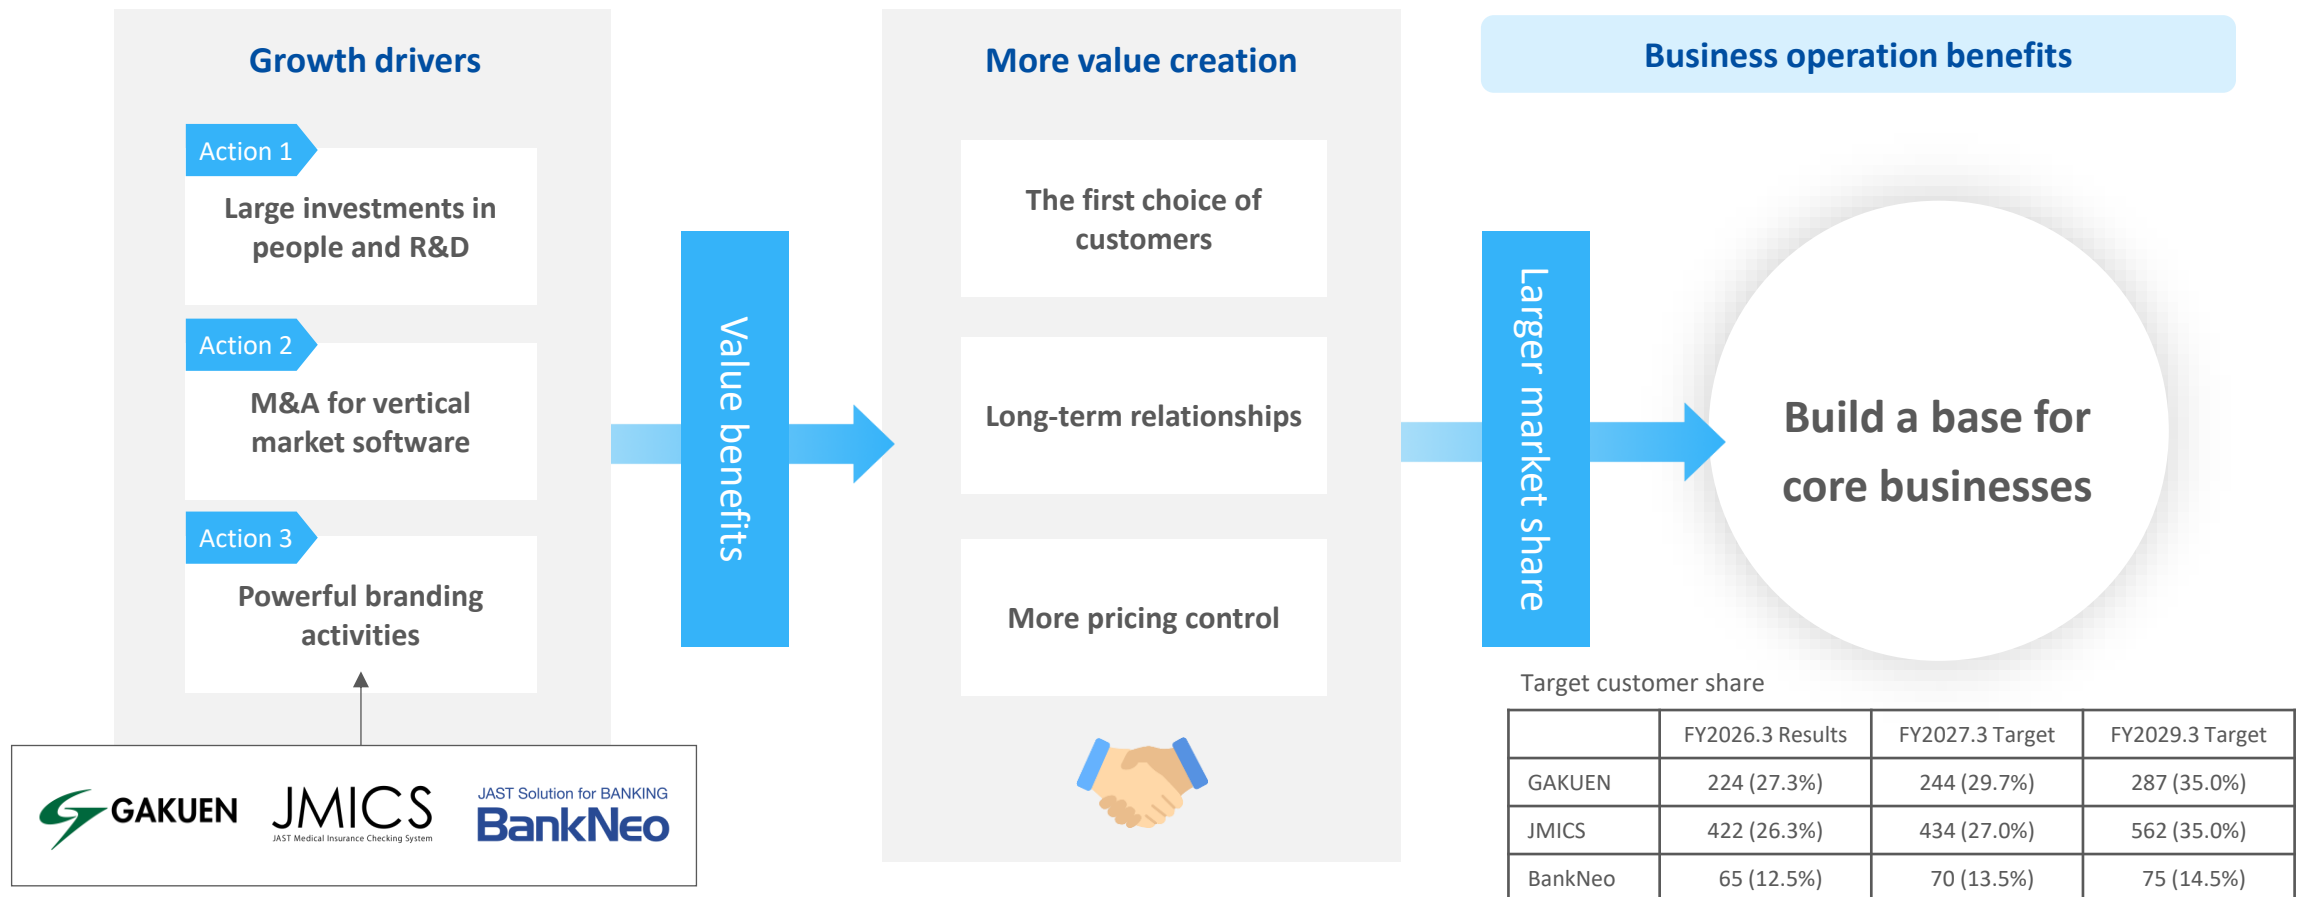 Growth drivers
Action 1
Large investments in
people and R&D
Action 2
M&A for vertical
market software
Action 3
Powerful branding
activities
GAKUEN
JMICS
JAST Medical Insurance Checking System
JAST Solution for BANKING
BankNeo
Value benefits
More value creation
The first choice of
customers
Long-term relationships
More pricing control
Larger market share
Business operation benefits
Build a base for
core businesses
Target customer share
FY2026.3 Results FY2027.3 Target FY2029.3 Target
GAKUEN 224 (27.3%) 244 (29.7%) 287 (35.0%)
JMICS 422 (26.3%) 434 (27.0%) 562 (35.0%)
BankNeo 65 (12.5%) 70 (13.5%) 75 (14.5%)